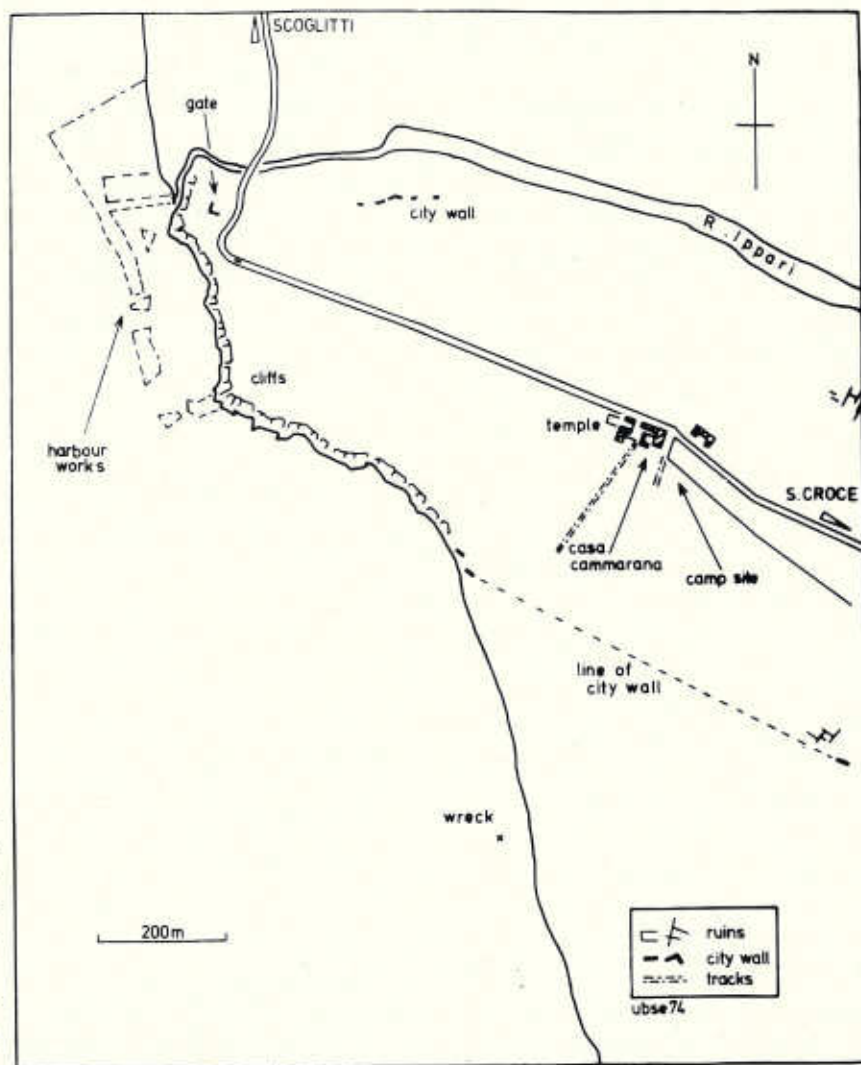 SCOGLITTI
N
gate
city wall
R. Ippari
cliffs
temple
harbour
works
S.CROCE
casa
cammarana
camp site
line of
city wall
wreck
200m
ruins
city wall
tracks
ubse74